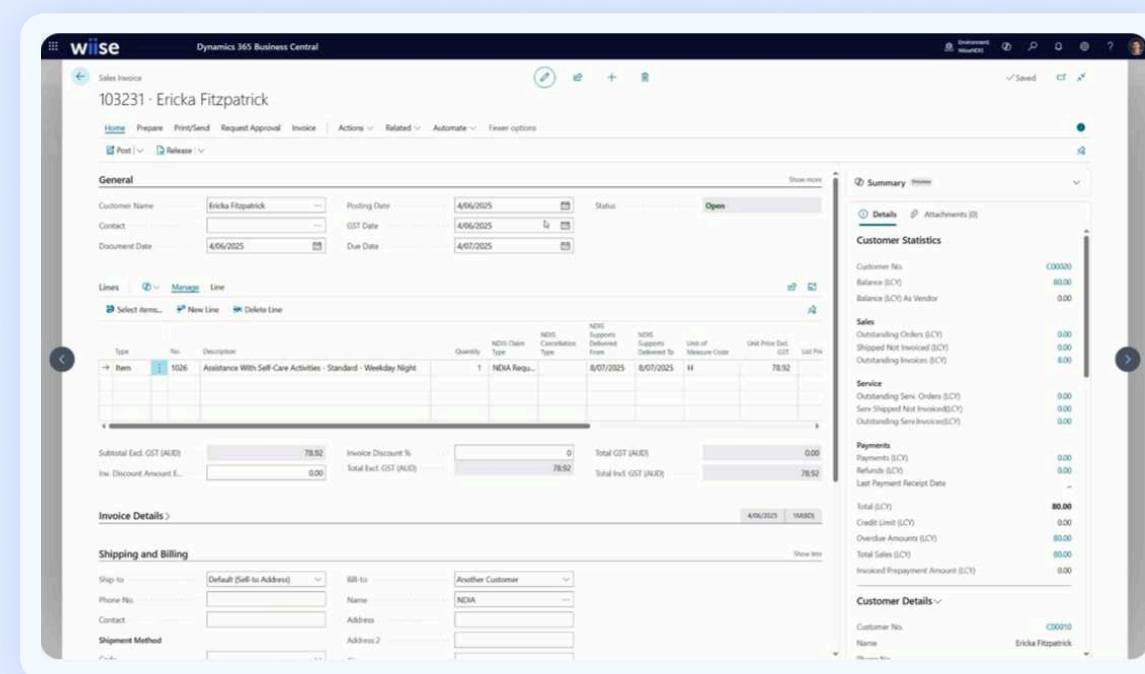 wiise Dynamics 365 Business Central Environment
Sales Invoice Saved
103231 · Ericka Fitzpatrick
Home Prepare Print/Send Request Approval Invoice Actions Related Automate Fewer options
Post Release
General Show more
Customer Name Ericka Fitzpatrick Posting Date 4/06/2025 Status Open
Contact GST Date 4/06/2025
Document Date 4/06/2025 Due Date 4/07/2025
Lines Manage Line
Select items... New Line Delete Line
Type No. Description Quantity NDIS Claim Type NDIS Cancellation Type NDIS Supports Delivered From NDIS Supports Delivered To Unit of Measure Code Unit Price Excl. GST
Item 1026 Assistance With Self-Care Activities - Standard - Weekday Night 1 NDIA Requ... 8/07/2025 8/07/2025 H 78.92
Subtotal Excl. GST (AUD) 78.92 Invoice Discount % 0 Total GST (AUD) 0.00
Inv. Discount Amount E... 0.00 Total Excl. GST (AUD) 78.92 Total Incl. GST (AUD) 78.92
Invoice Details 4/06/2025
Shipping and Billing Show less
Ship-to Default (Sell-to Address) Bill-to Another Customer
Phone No. Name NDIA
Contact Address
Shipment Method Address 2
Summary Preview
Details Attachments (0)
Customer Statistics
Customer No.
Balance (LCY)
Balance (LCY) As Vendor 0.00
Sales
Outstanding Orders (LCY) 0.00
Shipped Not Invoiced (LCY) 0.00
Outstanding Invoices (LCY)
Service
Outstanding Serv. Orders (LCY) 0.00
Serv Shipped Not Invoiced(LCY) 0.00
Outstanding Serv.Invoices(LCY) 0.00
Payments
Payments (LCY) 0.00
Refunds (LCY) 0.00
Last Payment Receipt Date
Total (LCY) 80.00
Credit Limit (LCY) 0.00
Overdue Amounts (LCY) 80.00
Total Sales (LCY) 80.00
Invoiced Prepayment Amount (LCY) 0.00
Customer Details
Customer No. C00010
Name Ericka Fitzpatrick